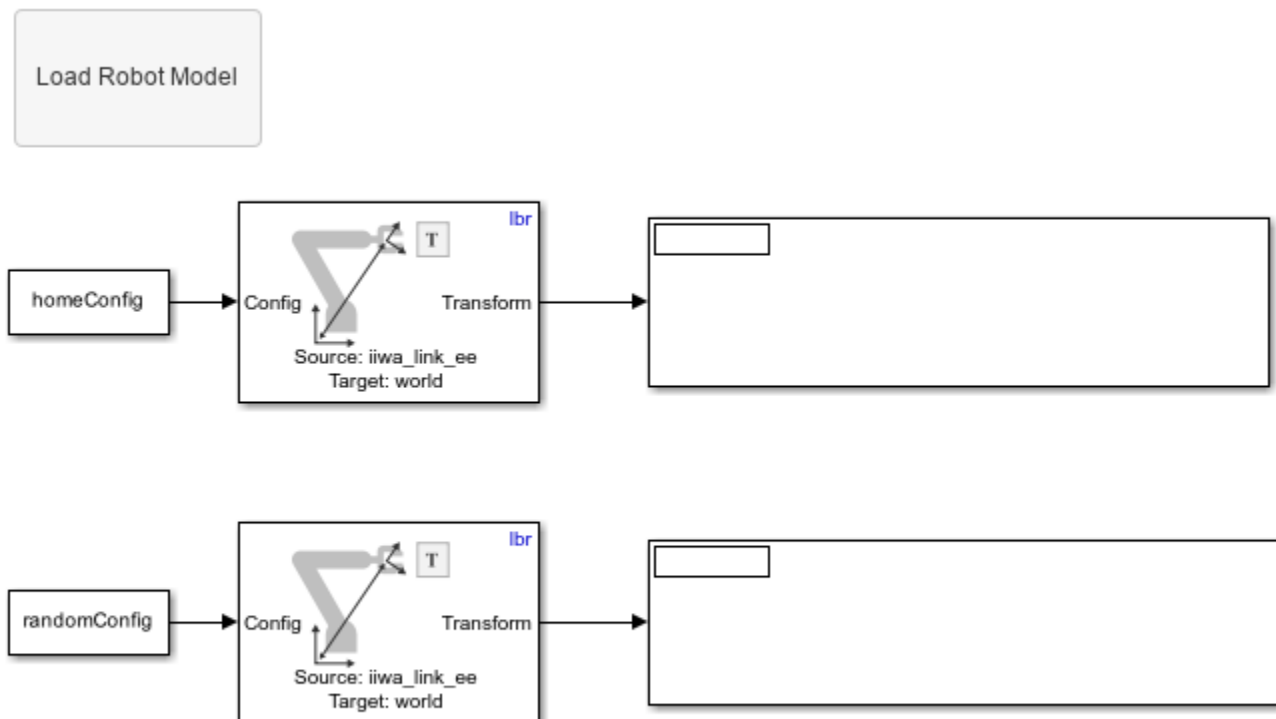 Load Robot Model
lbr
T
homeConfig
Config
Transform
Source: iiwa_link_ee
Target: world
lbr
T
randomConfig
Config
Transform
Source: iiwa_link_ee
Target: world